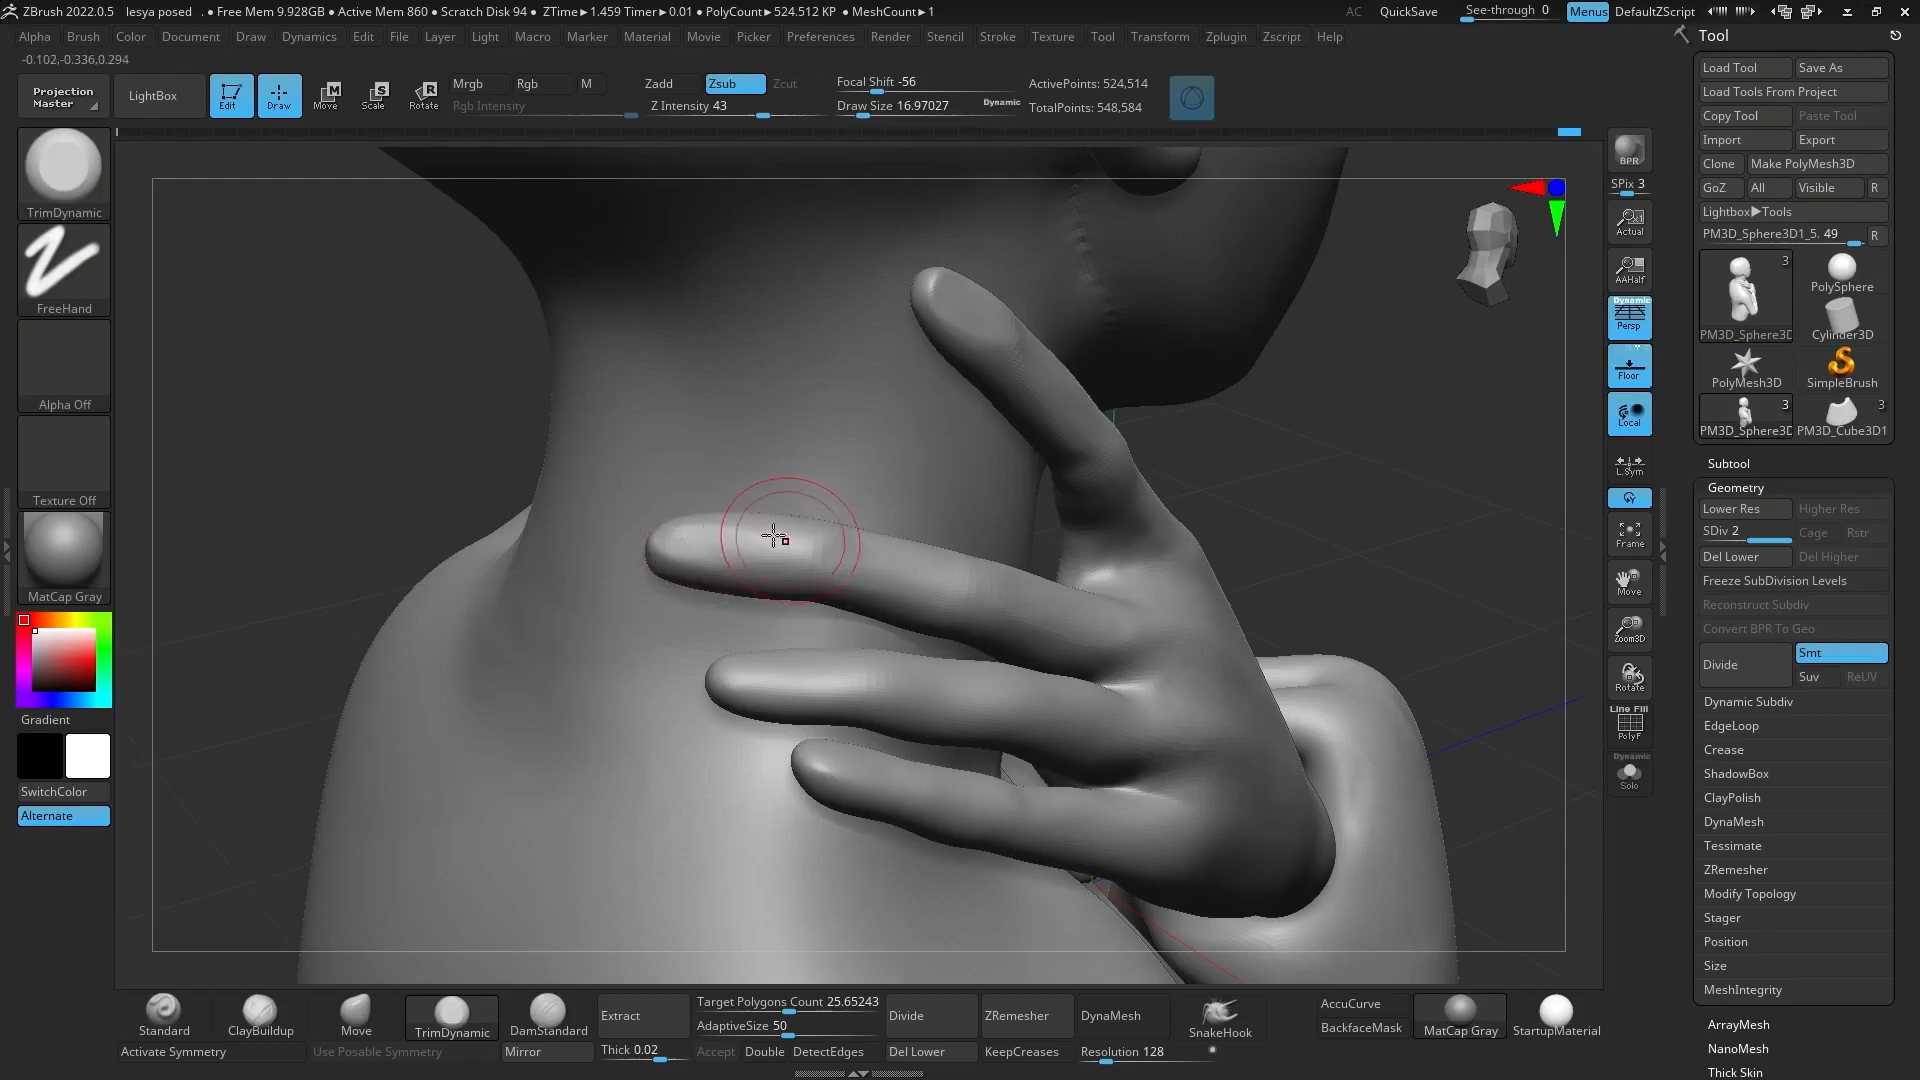 ZBrush 2022.0.5 lesya posed . • Free Mem 9.928GB • Active Mem 860 • Scratch Disk 94 • ZTime►1.459 Timer►0.01 • PolyCount►524.512 KP • MeshCount►1 AC QuickSave See-through 0 Menus DefaultZScript
Alpha Brush Color Document Draw Dynamics Edit File Layer Light Macro Marker Material Movie Picker Preferences Render Stencil Stroke Texture Tool Transform Zplugin Zscript Help
-0.102,-0.336,0.294
Projection Master
LightBox
Edit
Draw
Move
Scale
Rotate
Mrgb Rgb M
Rgb Intensity
Zadd Zsub Zcut
Z Intensity 43
Focal Shift -56
Draw Size 16.97027 Dynamic
ActivePoints: 524,514
TotalPoints: 548,584
TrimDynamic
FreeHand
Alpha Off
Texture Off
MatCap Gray
Gradient
SwitchColor
Alternate
BPR
SPix 3
Actual
AAHalf
Dynamic
Persp
Floor
Local
L.Sym
Frame
Move
Zoom3D
Rotate
Line Fill
PolyF
Dynamic
Solo
Tool
Load Tool Save As
Load Tools From Project
Copy Tool Paste Tool
Import Export
Clone Make PolyMesh3D
GoZ All Visible R
Lightbox►Tools
PM3D_Sphere3D1_5. 49 R
3
PolySphere
PM3D_Sphere3D Cylinder3D
PolyMesh3D SimpleBrush
3 3
PM3D_Sphere3D PM3D_Cube3D1
Subtool
Geometry
Lower Res Higher Res
SDiv 2 Cage Rstr
Del Lower Del Higher
Freeze SubDivision Levels
Reconstruct Subdiv
Convert BPR To Geo
Divide Smt
Suv ReUV
Dynamic Subdiv
EdgeLoop
Crease
ShadowBox
ClayPolish
DynaMesh
Tessimate
ZRemesher
Modify Topology
Stager
Position
Size
MeshIntegrity
ArrayMesh
NanoMesh
Thick Skin
Standard ClayBuildup Move TrimDynamic DamStandard
Extract
Target Polygons Count 25.65243
AdaptiveSize 50
Divide ZRemesher DynaMesh SnakeHook
AccuCurve
BackfaceMask
MatCap Gray StartupMaterial
Activate Symmetry Use Posable Symmetry Mirror Thick 0.02 Accept Double DetectEdges Del Lower KeepCreases Resolution 128